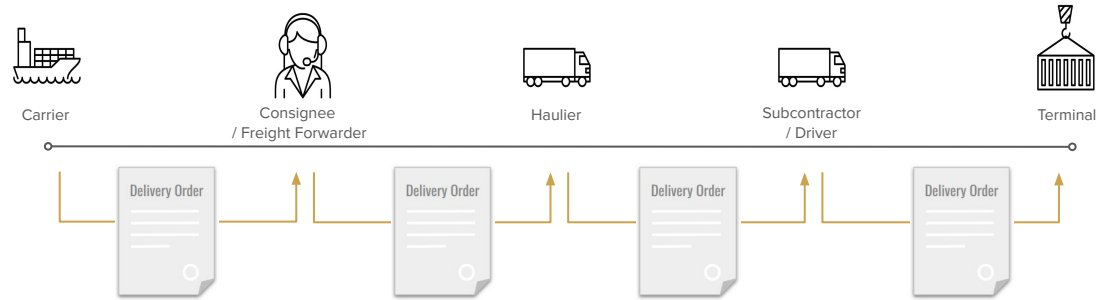 Carrier
Consignee
/ Freight Forwarder
Haulier
Subcontractor
/ Driver
Terminal
Delivery Order
Delivery Order
Delivery Order
Delivery Order